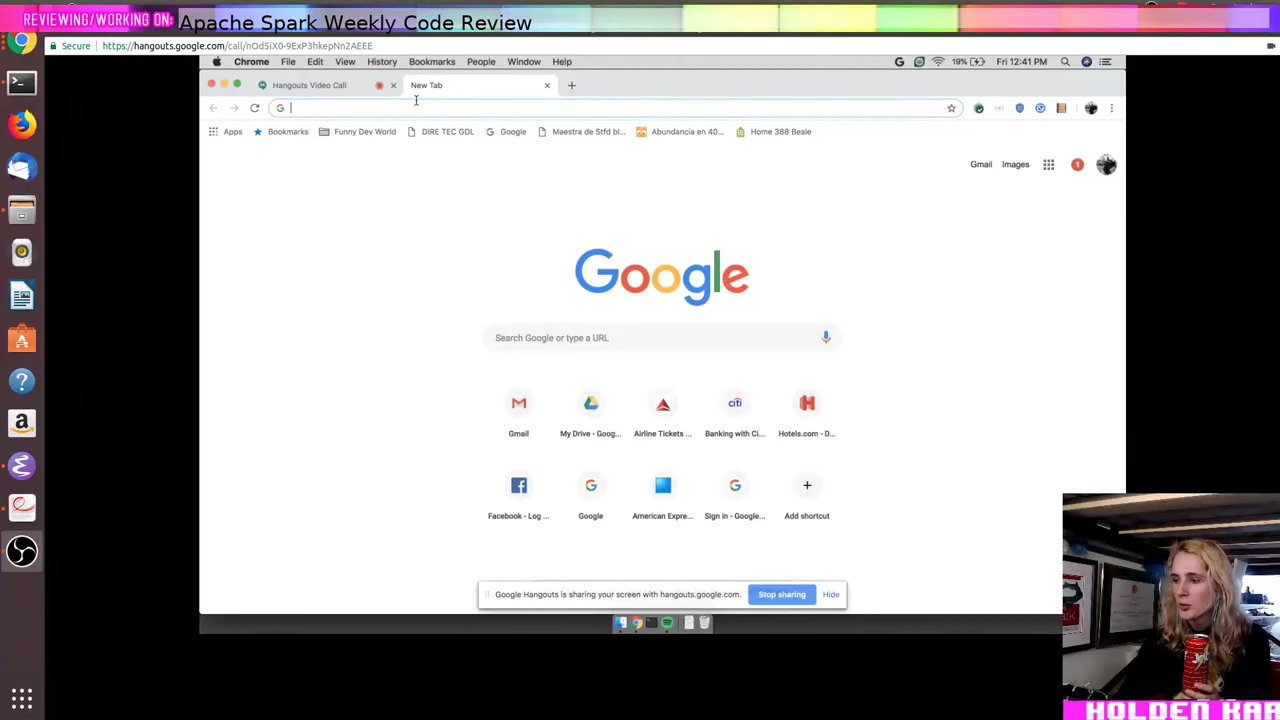 REVIEWING/WORKING ON: Apache Spark Weekly Code Review
Secure https://hangouts.google.com/call/nOd5iX0-9ExP3hkepNn2AEEE
Chrome File Edit View History Bookmarks People Window Help 19% Fri 12:41 PM
Hangouts Video Call New Tab
Apps Bookmarks Funny Dev World DIRE TEC GDL Google Maestra de Stfd bl... Abundancia en 40... Home 388 Beale
Gmail Images 1
Google
Search Google or type a URL
Gmail My Drive - Goog... Airline Tickets ... citi Banking with Ci... Hotels.com - D...
Facebook - Log ... Google American Expre... Sign in - Google... Add shortcut
Google Hangouts is sharing your screen with hangouts.google.com. Stop sharing Hide
HOLDEN KAR